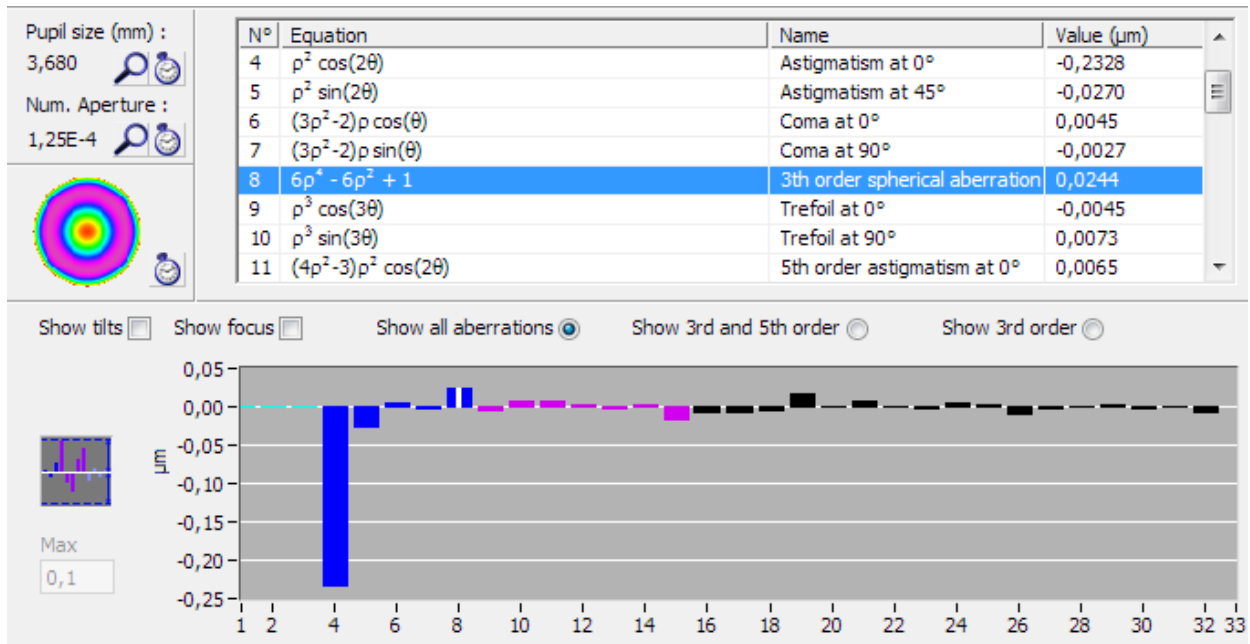 Pupil size (mm) :
3,680
Num. Aperture :
1,25E-4
N° Equation Name Value (µm)
4 ρ² cos(2θ) Astigmatism at 0° -0,2328
5 ρ² sin(2θ) Astigmatism at 45° -0,0270
6 (3ρ²-2)ρ cos(θ) Coma at 0° 0,0045
7 (3ρ²-2)ρ sin(θ) Coma at 90° -0,0027
8 6ρ⁴ - 6ρ² + 1 3th order spherical aberration 0,0244
9 ρ³ cos(3θ) Trefoil at 0° -0,0045
10 ρ³ sin(3θ) Trefoil at 90° 0,0073
11 (4ρ²-3)ρ² cos(2θ) 5th order astigmatism at 0° 0,0065
Show tilts Show focus Show all aberrations Show 3rd and 5th order Show 3rd order
0,05
0,00
-0,05
-0,10
-0,15
-0,20
-0,25
µm
Max
0,1
1 2 4 6 8 10 12 14 16 18 20 22 24 26 28 30 32 33